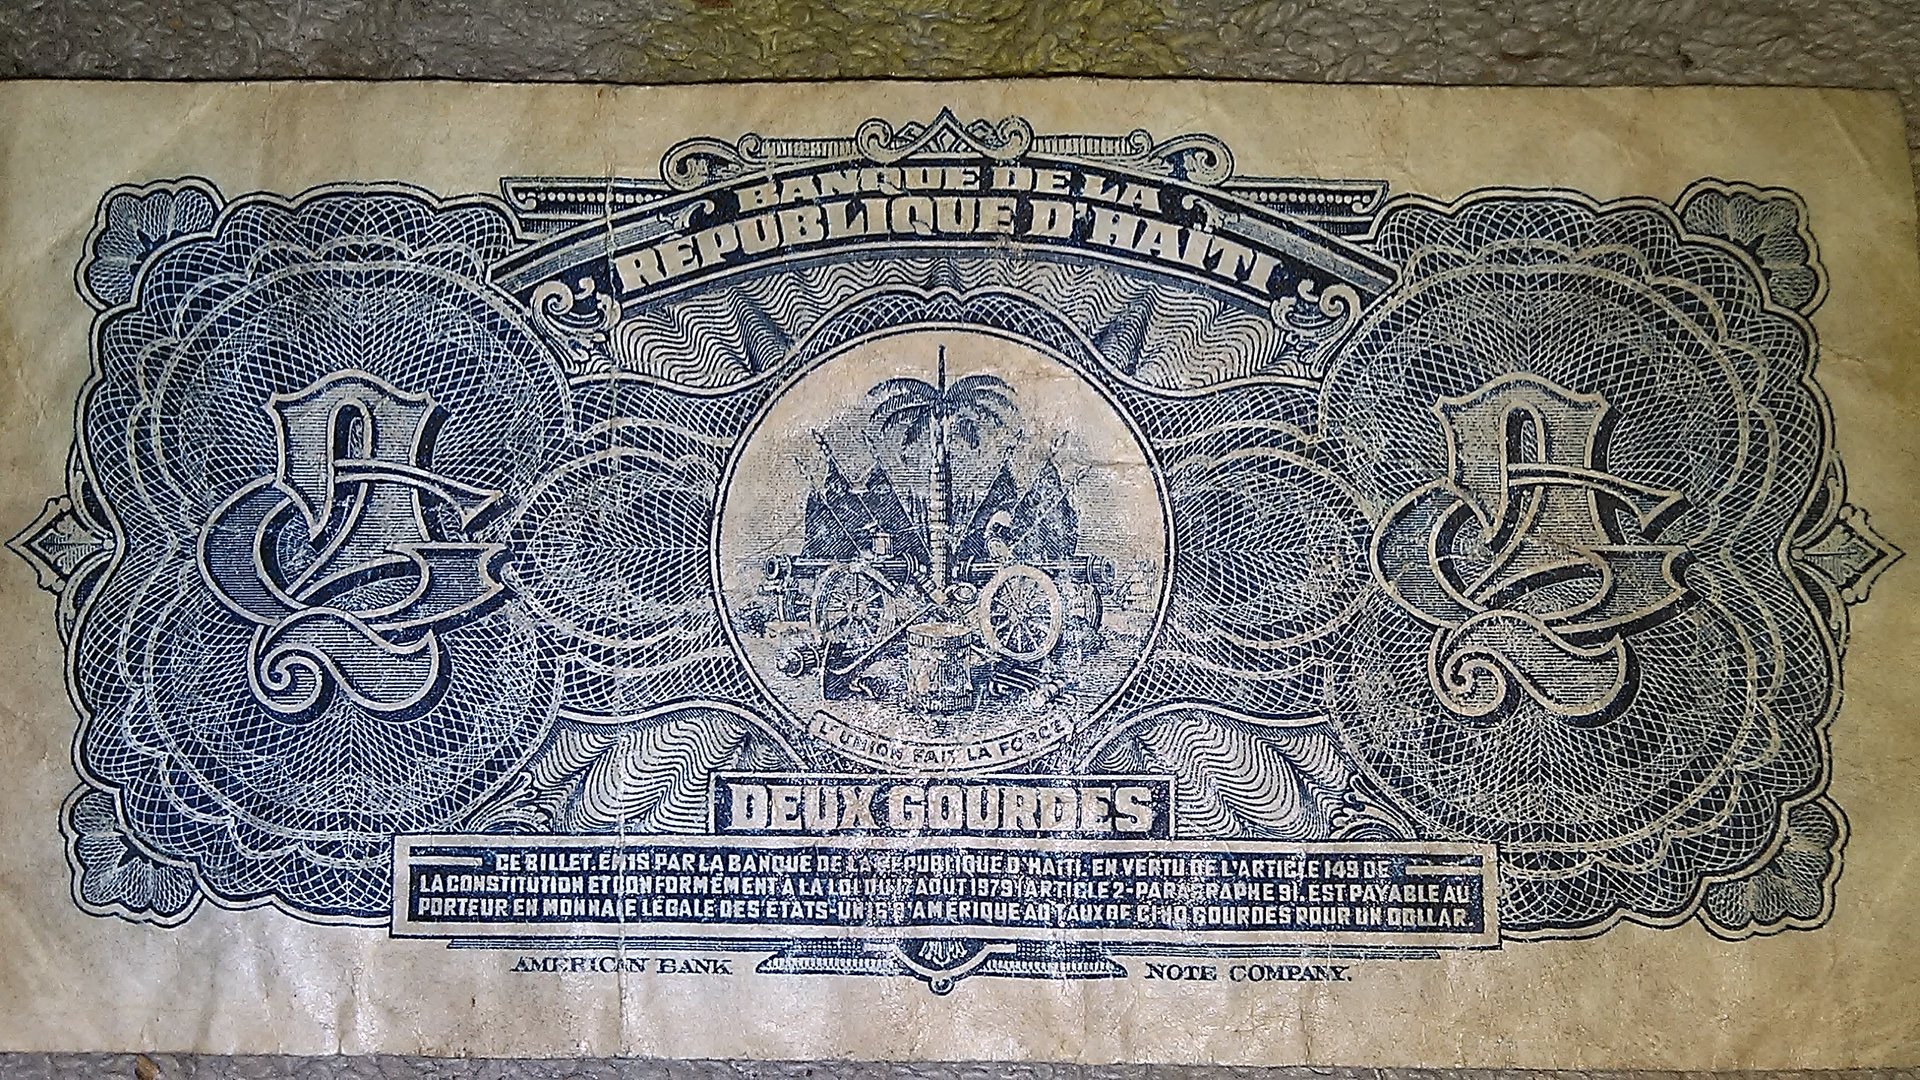 BANQUE DE LA
REPUBLIQUE D'HAITI
L'UNION FAIT LA FORCE
DEUX GOURDES
CE BILLET, EMIS PAR LA BANQUE DE LA REPUBLIQUE D'HAITI, EN VERTU DE L'ARTICLE 149 DE
LA CONSTITUTION ET CONFORMÉMENT A LA LOI DU 17 AOUT 1979 (ARTICLE 2-PARAGRAPHE 9), EST PAYABLE AU
PORTEUR EN MONNAIE LÉGALE DES ETATS-UNIS D'AMERIQUE AU TAUX DE CINQ GOURDES POUR UN DOLLAR.
AMERICAN BANK NOTE COMPANY.